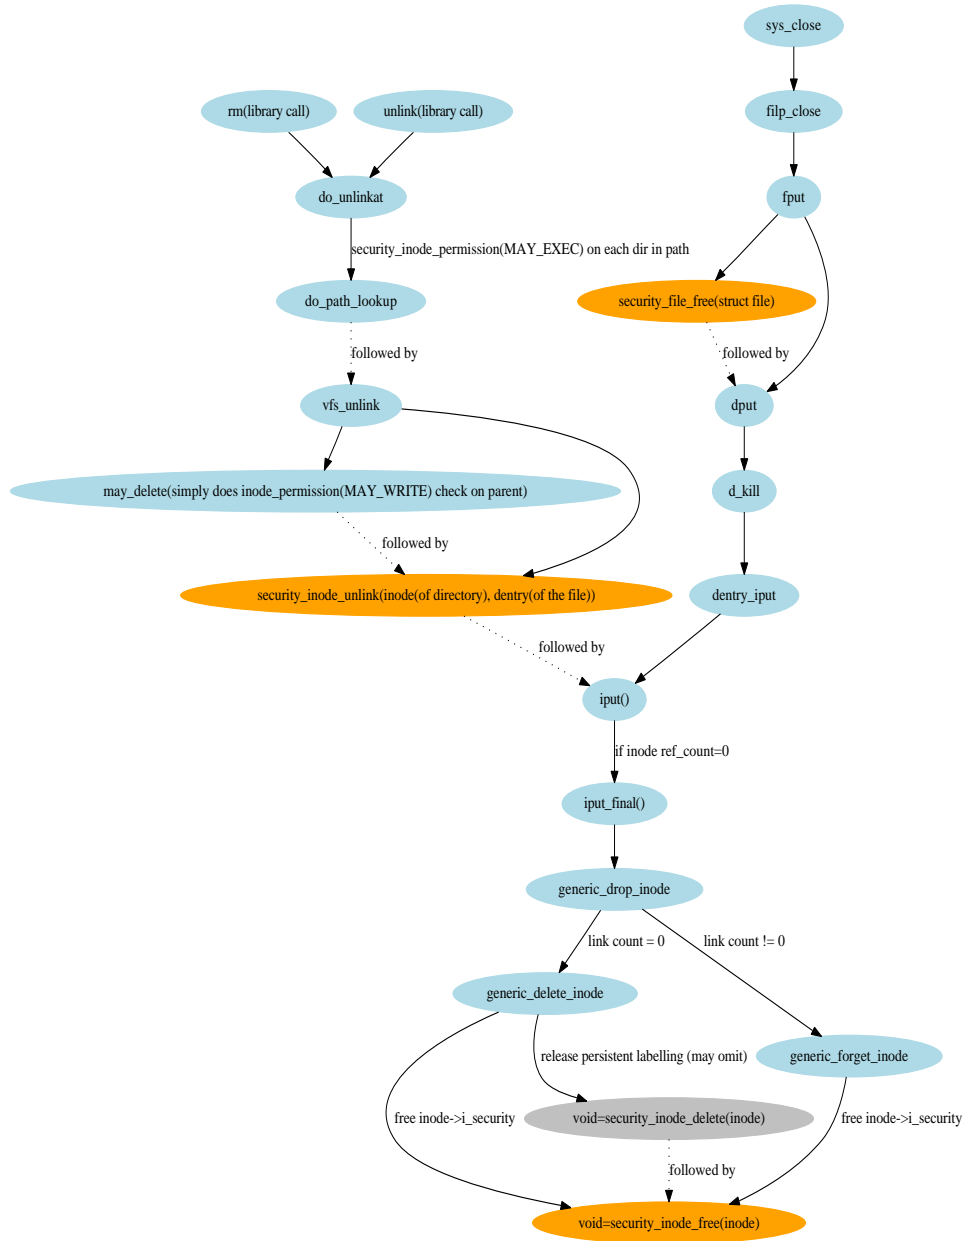 sys_close
rm(library call)
unlink(library call)
filp_close
do_unlinkat
fput
security_inode_permission(MAY_EXEC) on each dir in path
do_path_lookup
security_file_free(struct file)
followed by
followed by
vfs_unlink
dput
may_delete(simply does inode_permission(MAY_WRITE) check on parent)
d_kill
followed by
security_inode_unlink(inode(of directory), dentry(of the file))
dentry_iput
followed by
iput()
if inode ref_count=0
iput_final()
generic_drop_inode
link count = 0
link count != 0
generic_delete_inode
release persistent labelling (may omit)
generic_forget_inode
free inode->i_security
void=security_inode_delete(inode)
free inode->i_security
followed by
void=security_inode_free(inode)